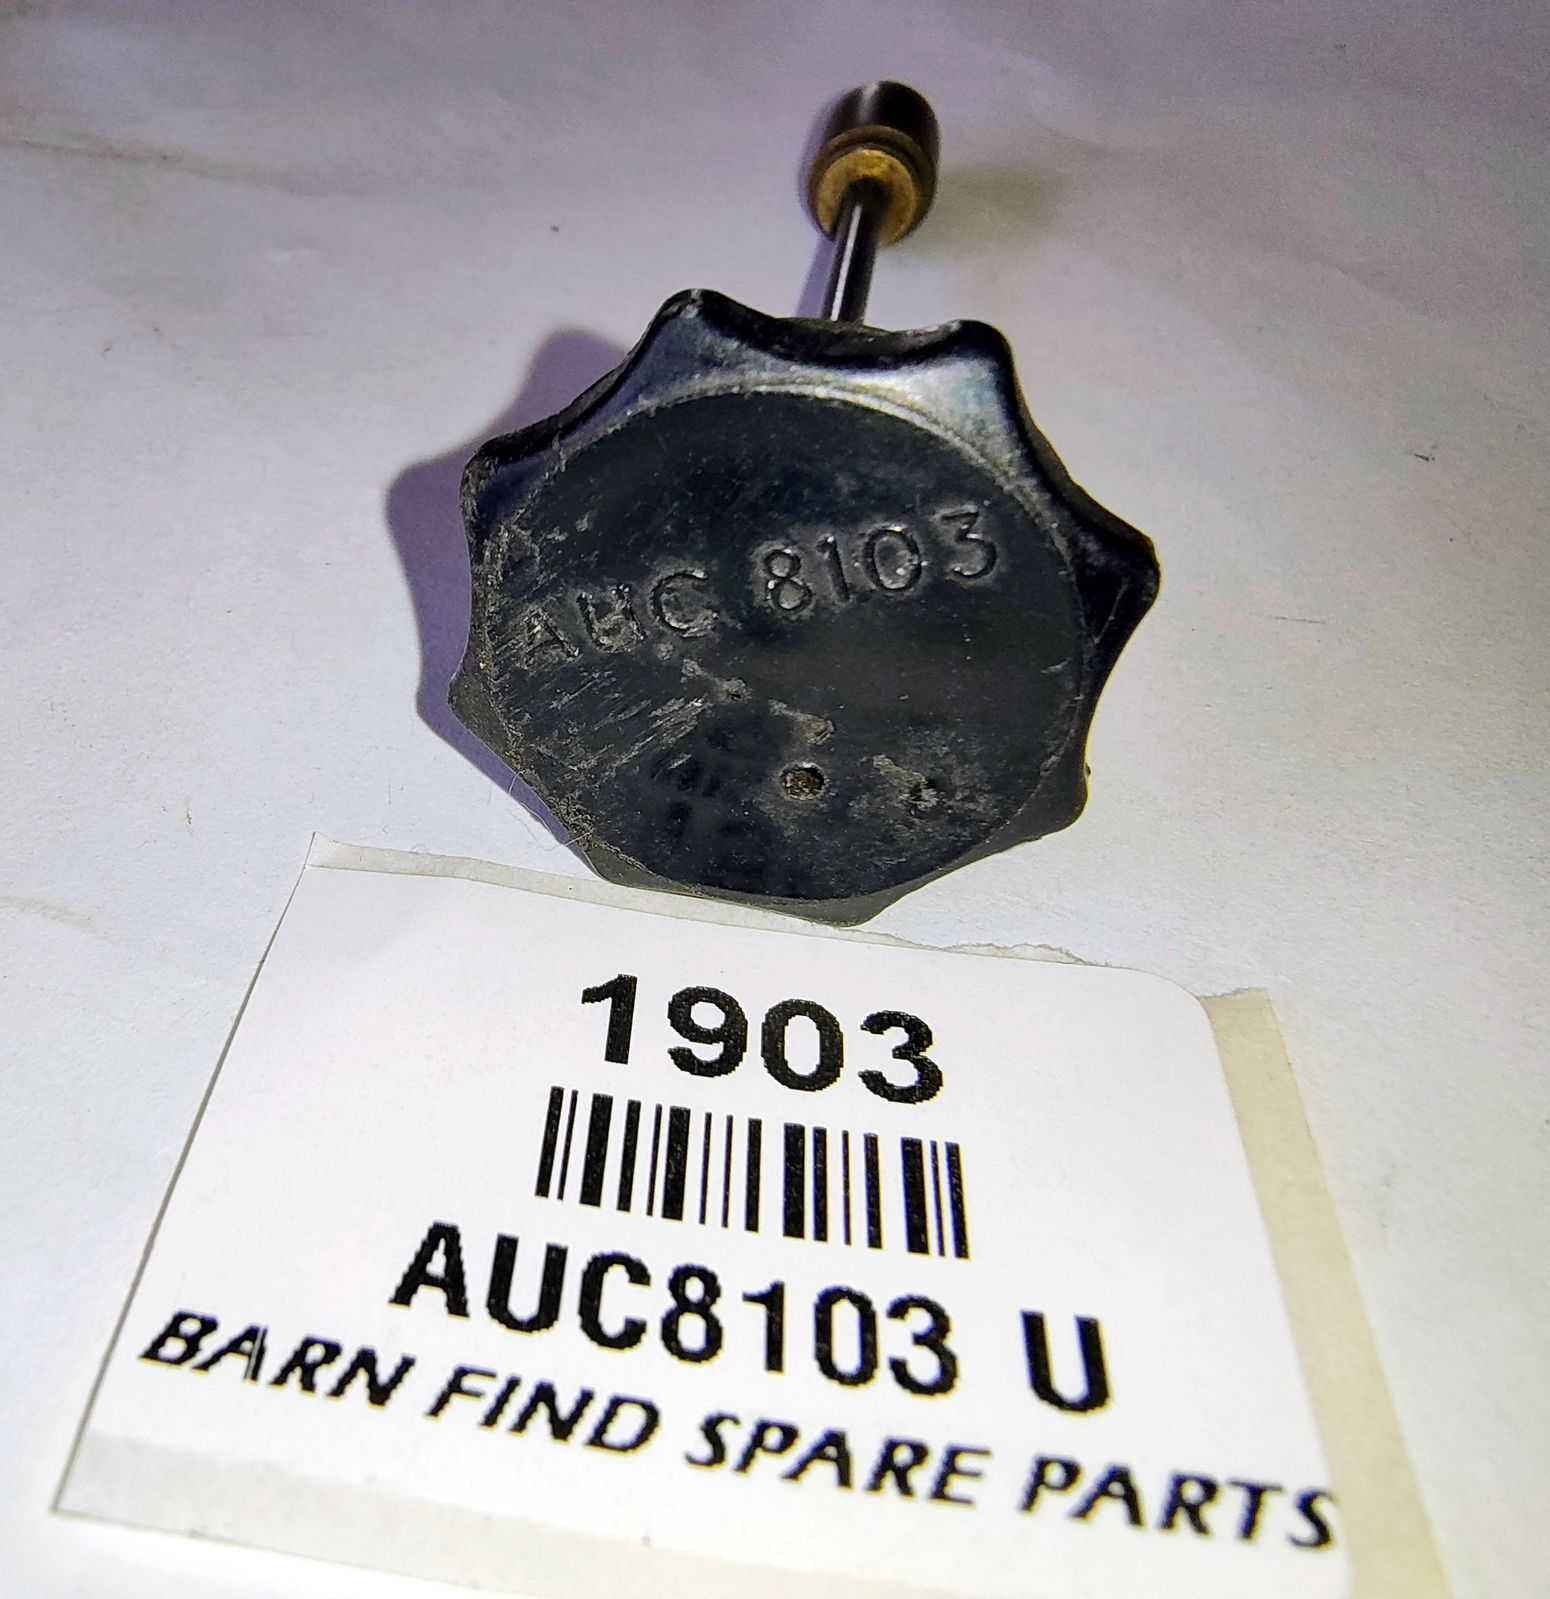 AUC 8103
1903
AUC8103 U
BARN FIND SPARE PARTS